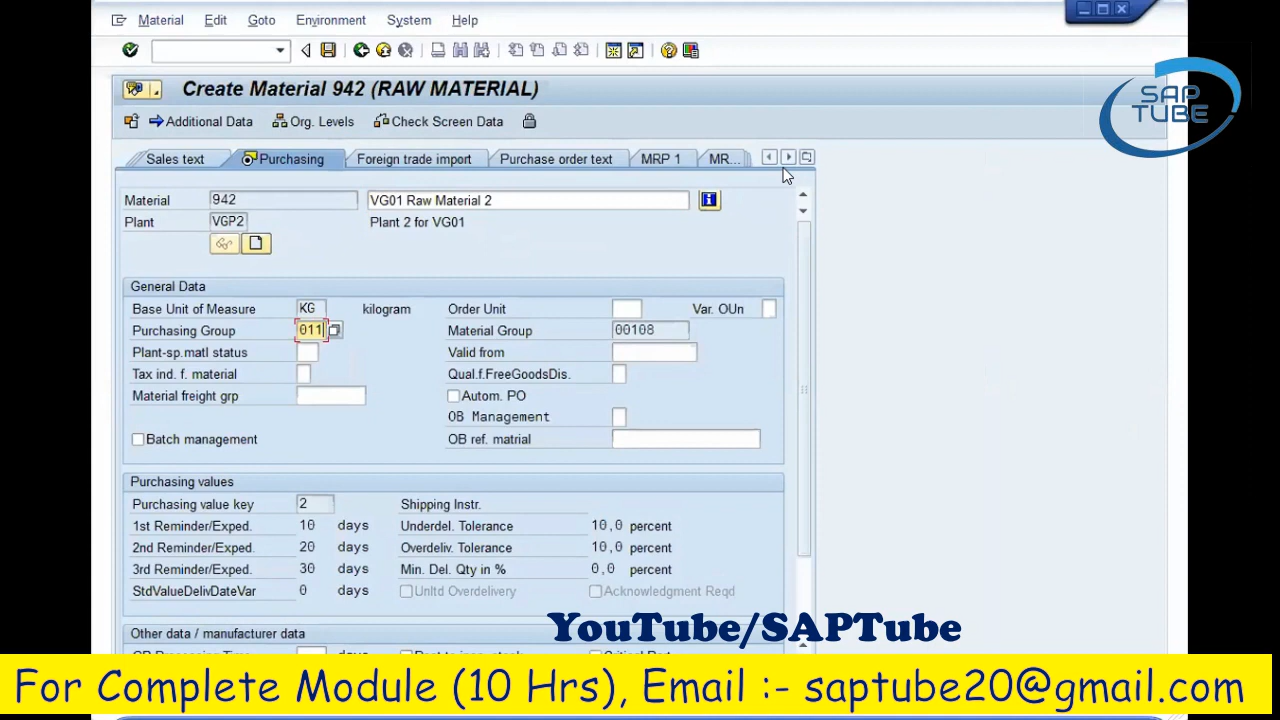 Material Edit Goto Environment System Help
Create Material 942 (RAW MATERIAL)
SAP
TUBE
Additional Data Org. Levels Check Screen Data
Sales text Purchasing Foreign trade import Purchase order text MRP 1 MR...
Material 942 VG01 Raw Material 2
Plant VGP2 Plant 2 for VG01
General Data
Base Unit of Measure KG kilogram Order Unit Var. OUn
Purchasing Group 011 Material Group 00108
Plant-sp.matl status Valid from
Tax ind. f. material Qual.f.FreeGoodsDis.
Material freight grp Autom. PO
OB Management
Batch management OB ref. matrial
Purchasing values
Purchasing value key 2 Shipping Instr.
1st Reminder/Exped. 10 days Underdel. Tolerance 10,0 percent
2nd Reminder/Exped. 20 days Overdeliv. Tolerance 10,0 percent
3rd Reminder/Exped. 30 days Min. Del. Qty in % 0,0 percent
StdValueDelivDateVar 0 days Unltd Overdelivery Acknowledgment Reqd
Other data / manufacturer data
YouTube/SAPTube
For Complete Module (10 Hrs), Email :- saptube20@gmail.com